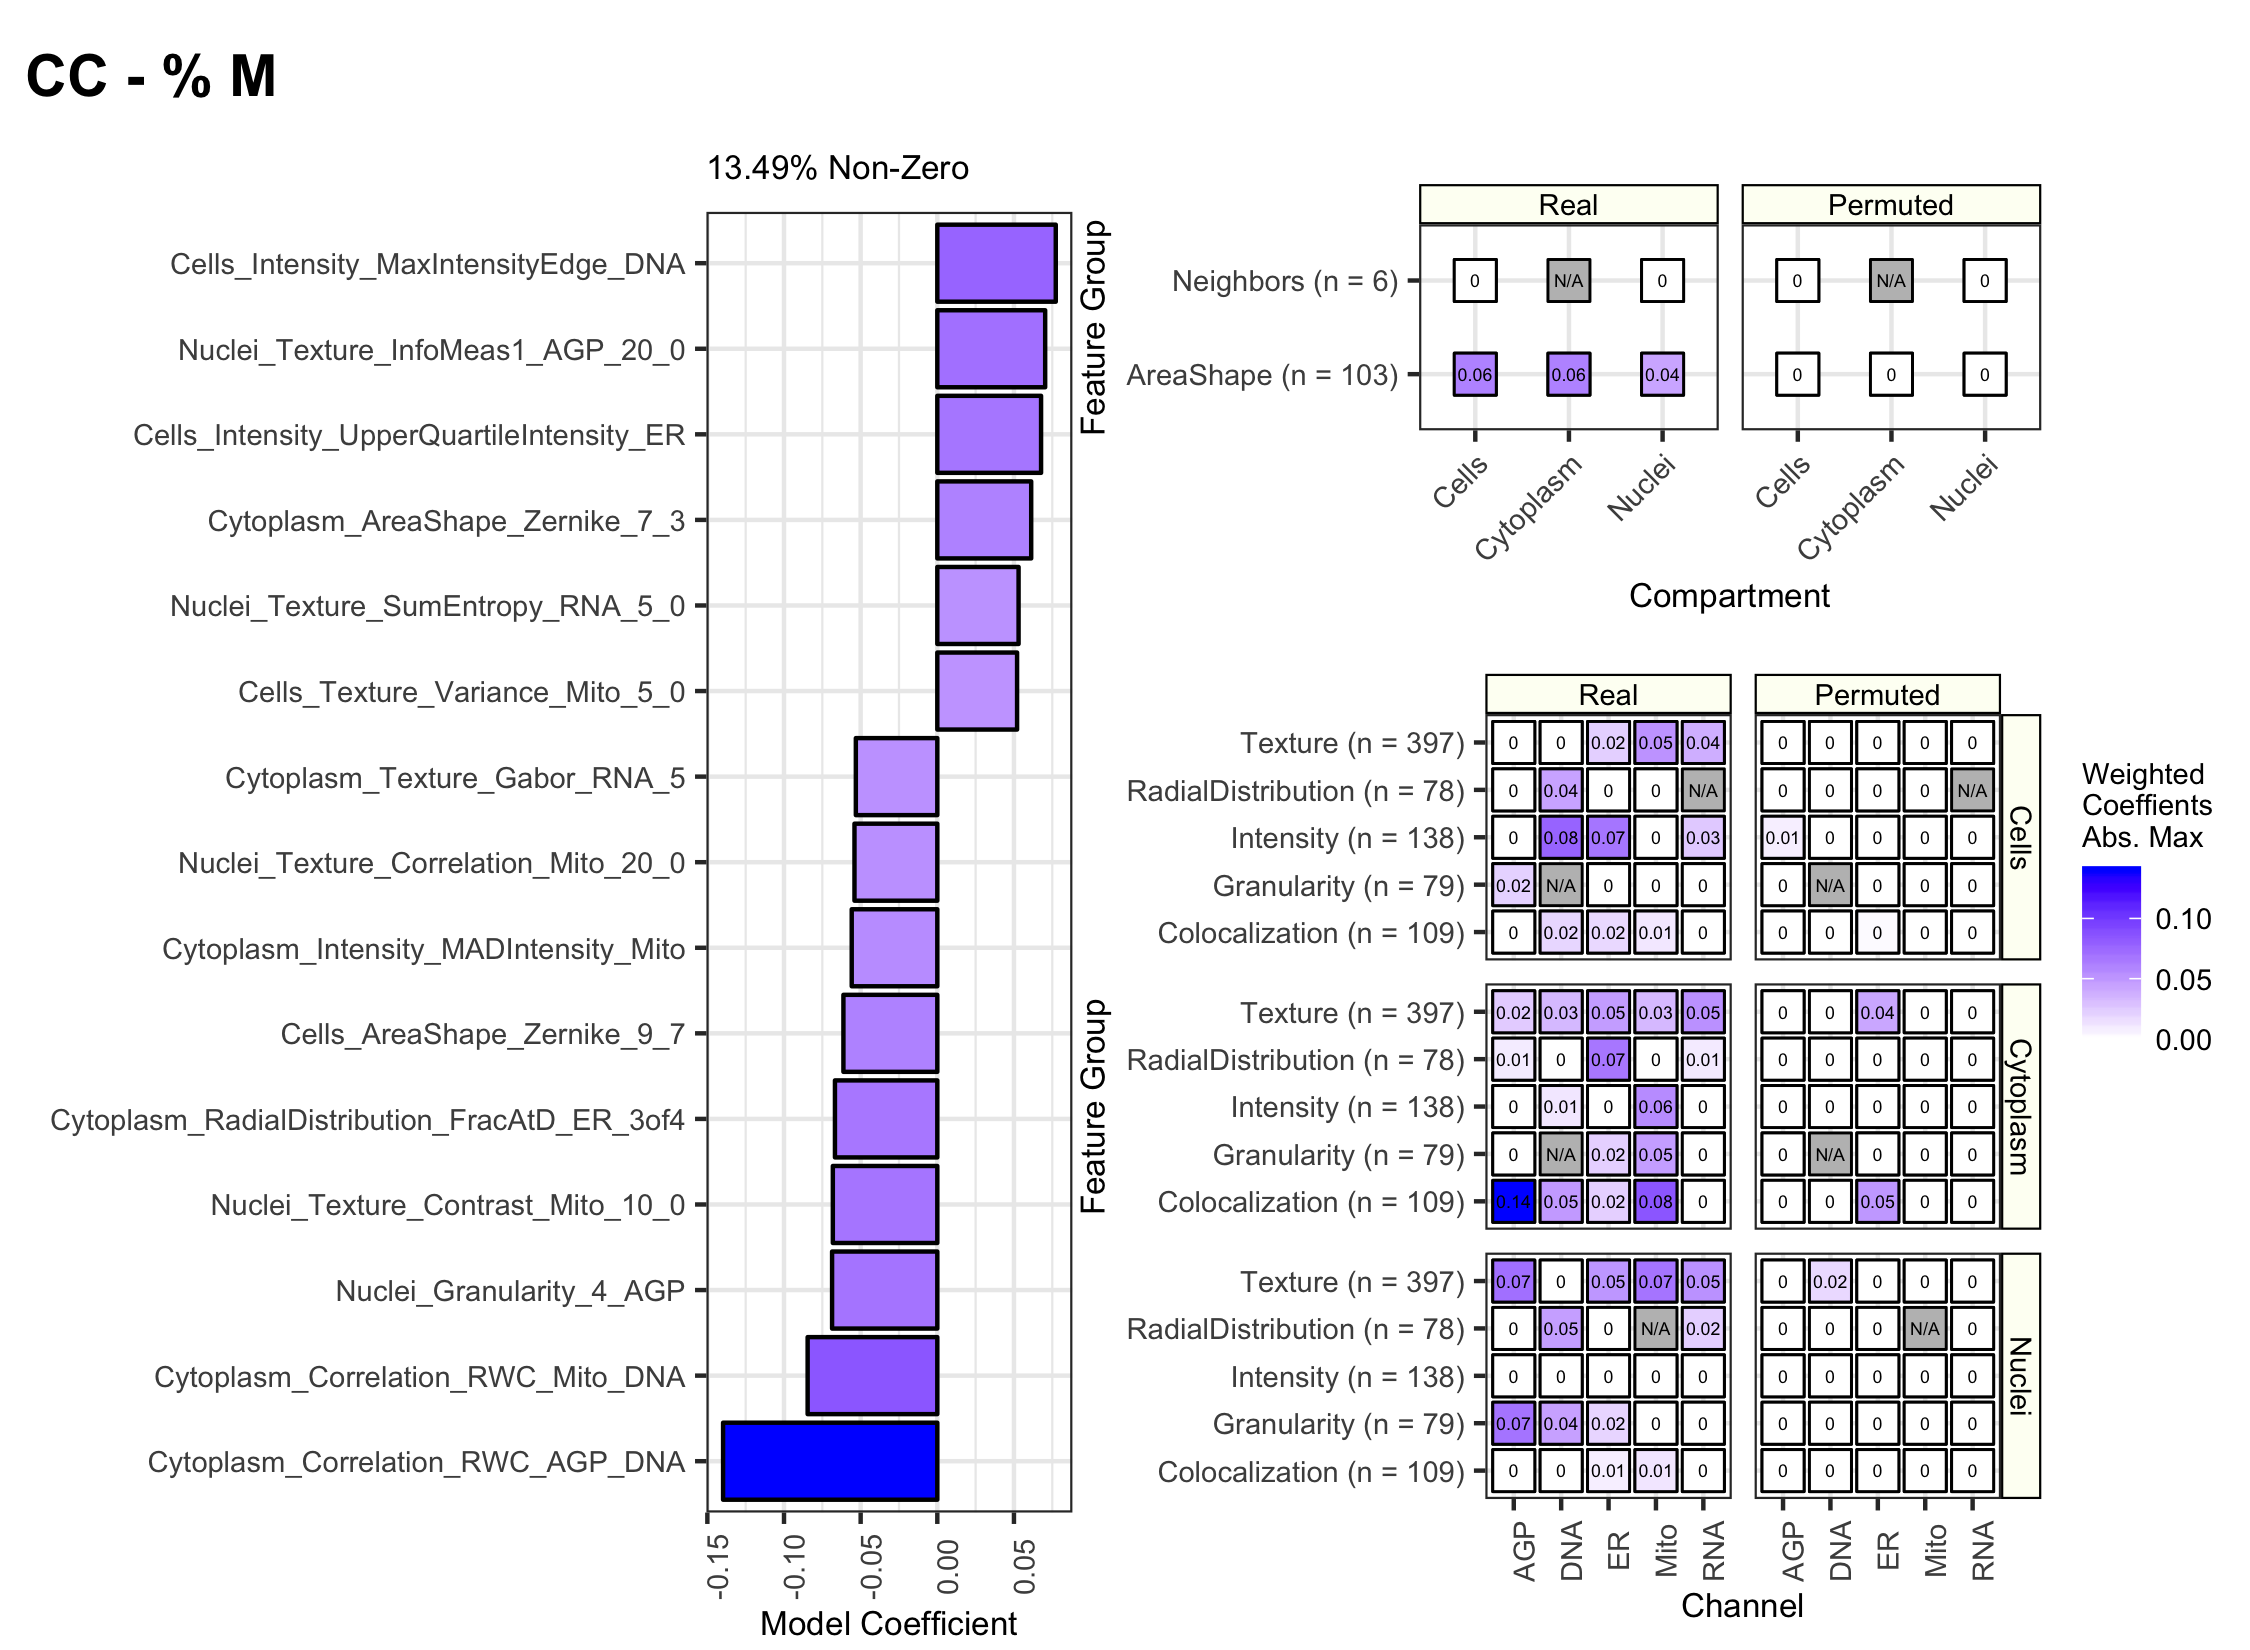 CC - % M
13.49% Non-Zero
Cells_Intensity_MaxIntensityEdge_DNA
Nuclei_Texture_InfoMeas1_AGP_20_0
Cells_Intensity_UpperQuartileIntensity_ER
Cytoplasm_AreaShape_Zernike_7_3
Nuclei_Texture_SumEntropy_RNA_5_0
Cells_Texture_Variance_Mito_5_0
Cytoplasm_Texture_Gabor_RNA_5
Nuclei_Texture_Correlation_Mito_20_0
Cytoplasm_Intensity_MADIntensity_Mito
Cells_AreaShape_Zernike_9_7
Cytoplasm_RadialDistribution_FracAtD_ER_3of4
Nuclei_Texture_Contrast_Mito_10_0
Nuclei_Granularity_4_AGP
Cytoplasm_Correlation_RWC_Mito_DNA
Cytoplasm_Correlation_RWC_AGP_DNA
-0.15 -0.10 -0.05 0.00 0.05
Model Coefficient
Feature Group
Real Permuted
Neighbors (n = 6) 0 N/A 0 0 N/A 0
AreaShape (n = 103) 0.06 0.06 0.04 0 0 0
Cells Cytoplasm Nuclei Cells Cytoplasm Nuclei
Compartment
Feature Group
Real Permuted
Texture (n = 397) 0 0 0.02 0.05 0.04 0 0 0 0 0
RadialDistribution (n = 78) 0 0.04 0 0 N/A 0 0 0 0 N/A
Intensity (n = 138) 0 0.08 0.07 0 0.03 0.01 0 0 0 0
Granularity (n = 79) 0.02 N/A 0 0 0 0 N/A 0 0 0
Colocalization (n = 109) 0 0.02 0.02 0.01 0 0 0 0 0 0
Cells
Texture (n = 397) 0.02 0.03 0.05 0.03 0.05 0 0 0.04 0 0
RadialDistribution (n = 78) 0.01 0 0.07 0 0.01 0 0 0 0 0
Intensity (n = 138) 0 0.01 0 0.06 0 0 0 0 0 0
Granularity (n = 79) 0 N/A 0.02 0.05 0 0 N/A 0 0 0
Colocalization (n = 109) 0.14 0.05 0.02 0.08 0 0 0 0.05 0 0
Cytoplasm
Texture (n = 397) 0.07 0 0.05 0.07 0.05 0 0.02 0 0 0
RadialDistribution (n = 78) 0 0.05 0 N/A 0.02 0 0 0 N/A 0
Intensity (n = 138) 0 0 0 0 0 0 0 0 0 0
Granularity (n = 79) 0.07 0.04 0.02 0 0 0 0 0 0 0
Colocalization (n = 109) 0 0 0.01 0.01 0 0 0 0 0 0
Nuclei
AGP DNA ER Mito RNA AGP DNA ER Mito RNA
Channel
Weighted
Coeffients
Abs. Max
0.10
0.05
0.00